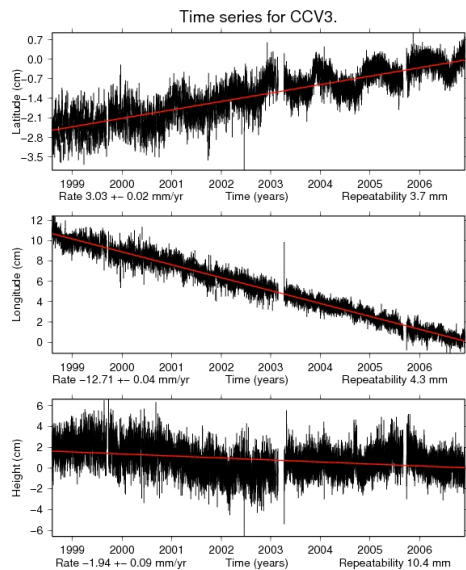 Time series for CCV3.
Latitude (cm)
0.7
0.0
−0.7
−1.4
−2.1
−2.8
−3.5
1999 2000 2001 2002 2003 2004 2005 2006
Rate 3.03 +− 0.02 mm/yr Time (years) Repeatability 3.7 mm
Longitude (cm)
12
10
8
6
4
2
0
1999 2000 2001 2002 2003 2004 2005 2006
Rate −12.71 +− 0.04 mm/yr Time (years) Repeatability 4.3 mm
Height (cm)
6
4
2
0
−2
−4
−6
1999 2000 2001 2002 2003 2004 2005 2006
Rate −1.94 +− 0.09 mm/yr Time (years) Repeatability 10.4 mm